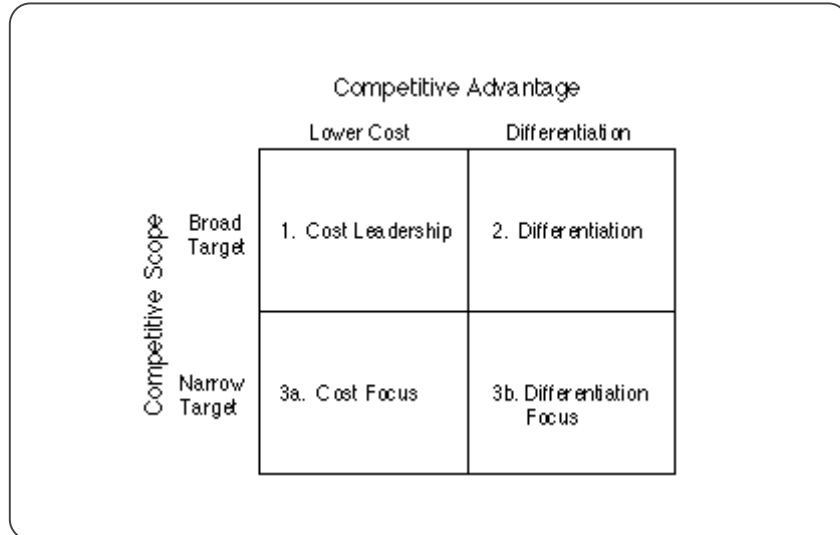 Competitive Advantage
Lower Cost Differentiation
Competitive Scope
Broad
Target
1. Cost Leadership 2. Differentiation
Narrow
Target
3a. Cost Focus 3b. Differentiation
Focus